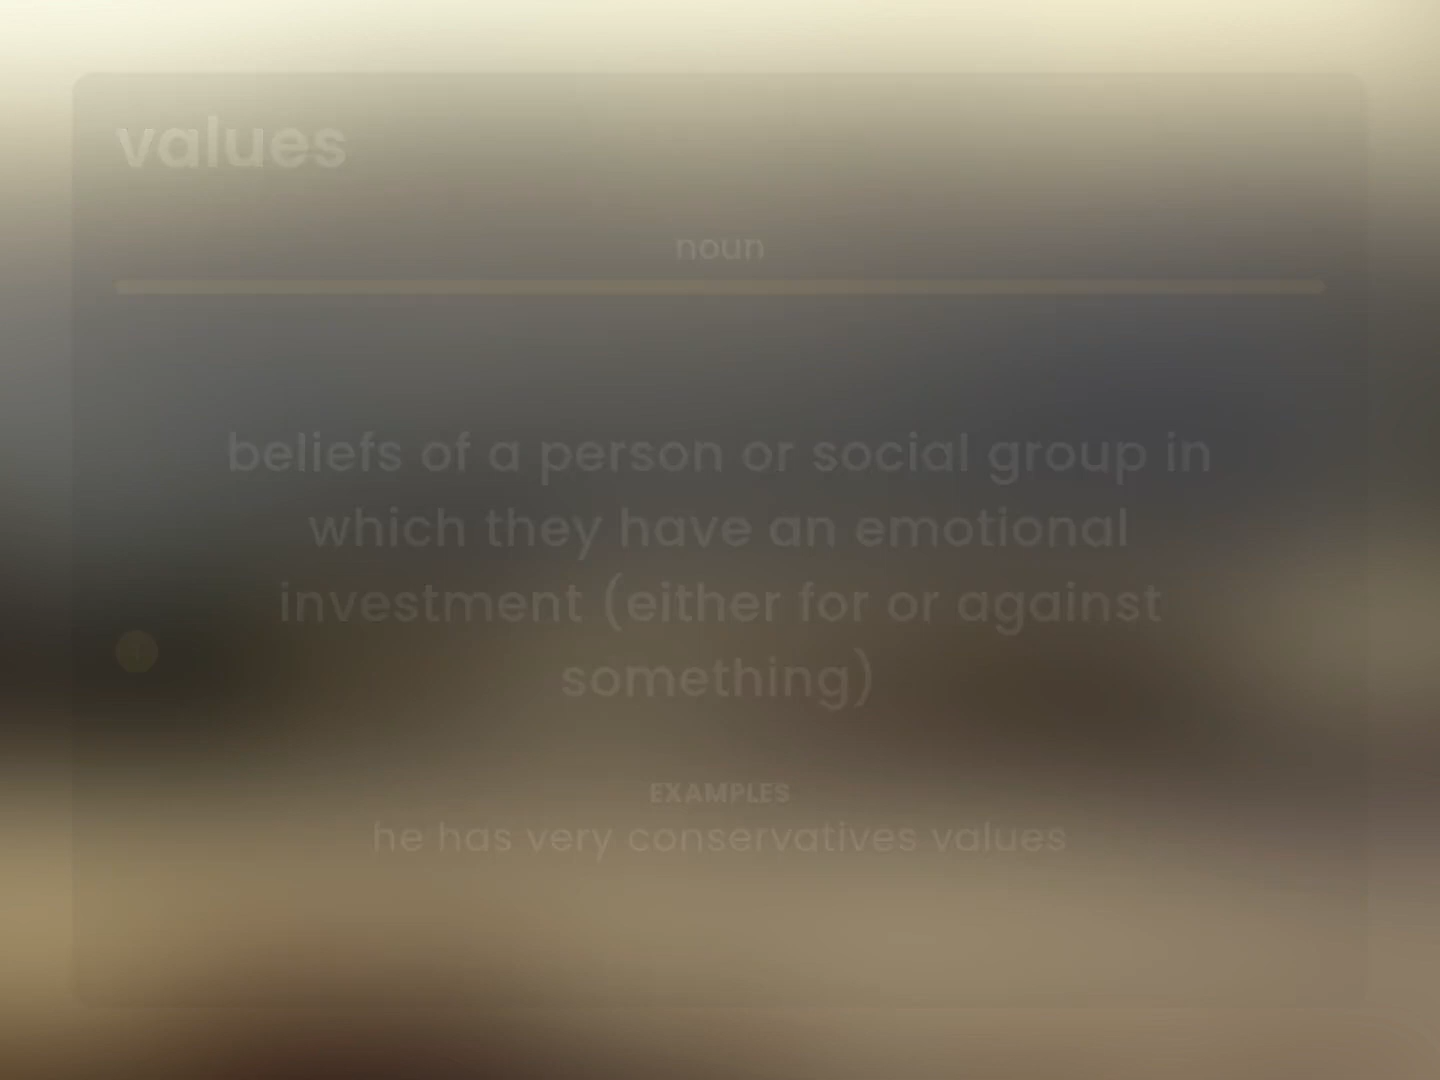 values
noun
beliefs of a person or social group in
which they have an emotional
investment (either for or against
something)
EXAMPLES
he has very conservatives values